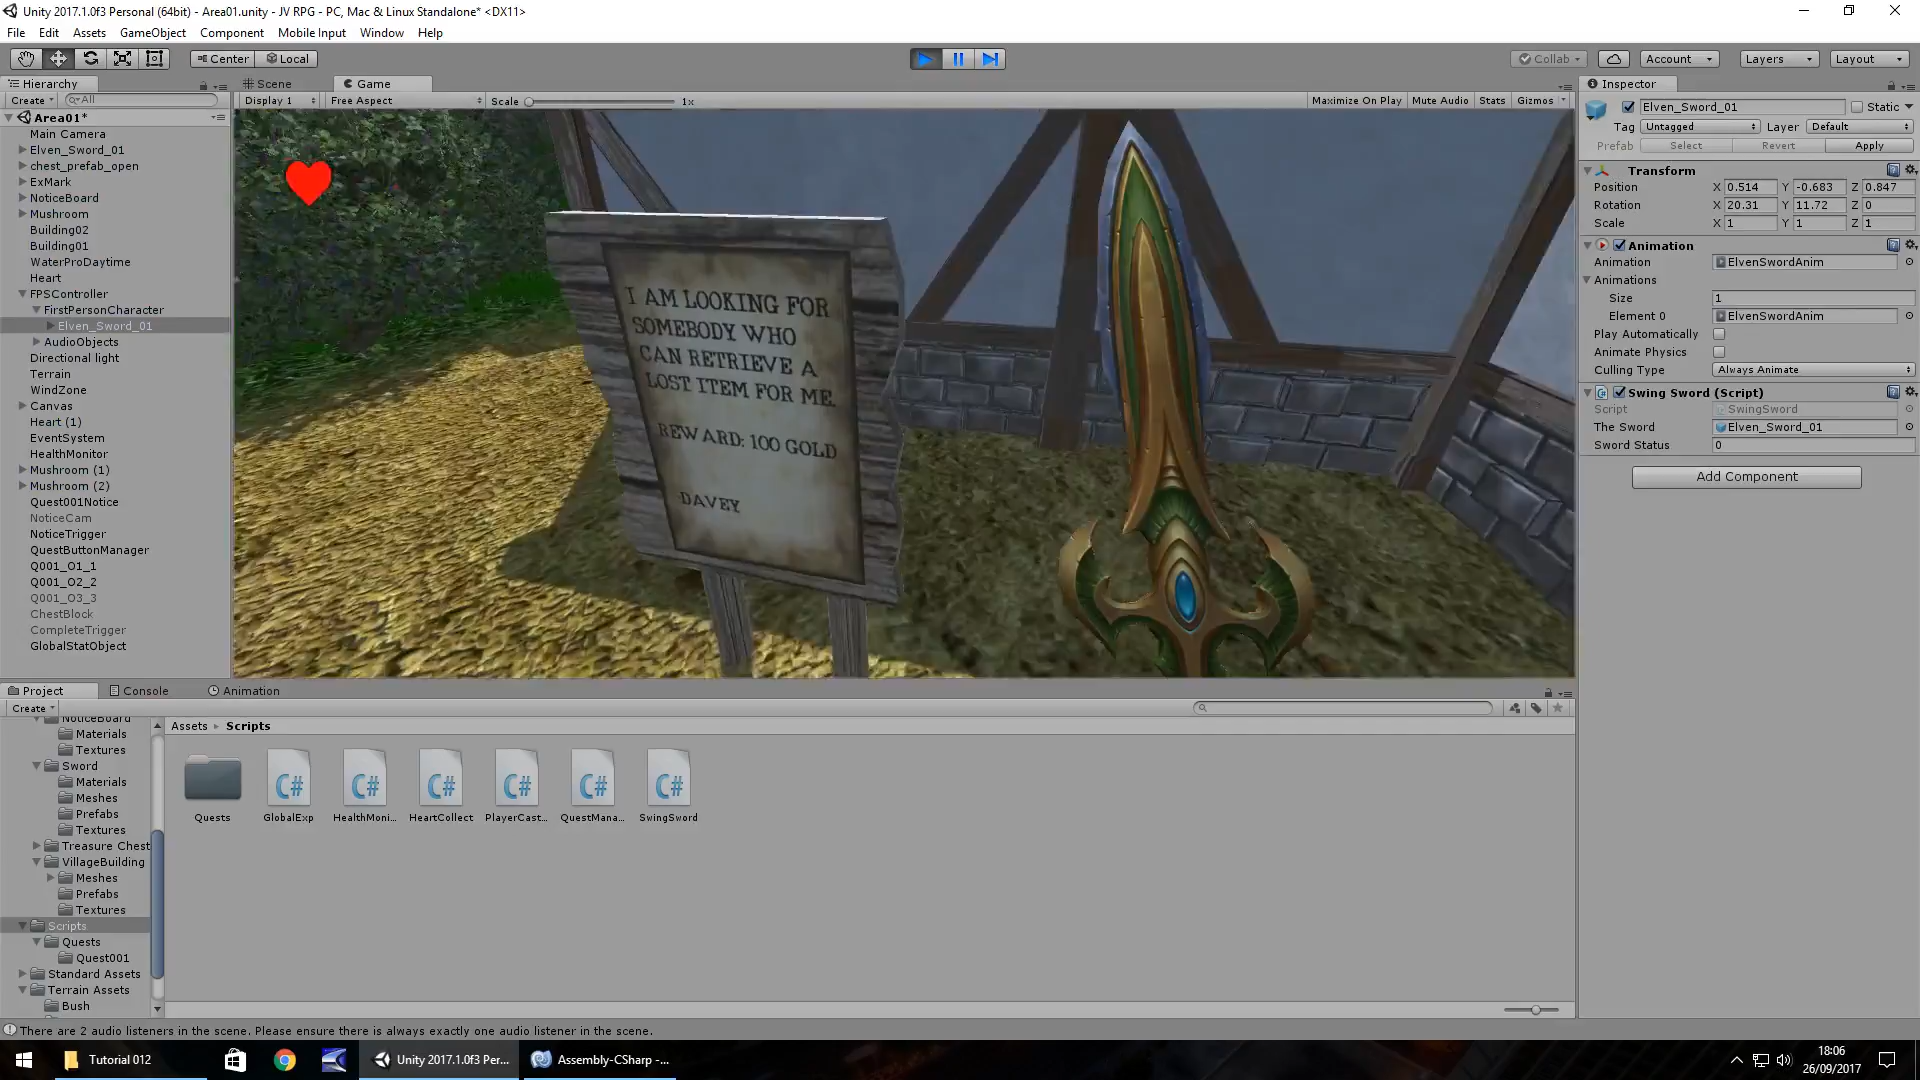 Unity 2017.1.0f3 Personal (64bit) - Area01.unity - JV RPG - PC, Mac & Linux Standalone* <DX11>
File Edit Assets GameObject Component Mobile Input Window Help
Center Local Collab Account Layers Layout
Hierarchy
Create All
Area01*
Main Camera
Elven_Sword_01
chest_prefab_open
ExMark
NoticeBoard
Mushroom
Building02
Building01
WaterProDaytime
Heart
FPSController
FirstPersonCharacter
Elven_Sword_01
AudioObjects
Directional light
Terrain
WindZone
Canvas
Heart (1)
EventSystem
HealthMonitor
Mushroom (1)
Mushroom (2)
Quest001Notice
NoticeCam
NoticeTrigger
QuestButtonManager
Q001_O1_1
Q001_O2_2
Q001_O3_3
ChestBlock
CompleteTrigger
GlobalStatObject
Scene Game
Display 1 Free Aspect Scale 1x Maximize On Play Mute Audio Stats Gizmos
I AM LOOKING FOR
SOMEBODY WHO
CAN RETRIEVE A
LOST ITEM FOR ME.
REWARD: 100 GOLD
DAVEY
Inspector
Elven_Sword_01 Static
Tag Untagged Layer Default
Prefab Select Revert Apply
Transform
Position X 0.514 Y -0.683 Z 0.847
Rotation X 20.31 Y 11.72 Z 0
Scale X 1 Y 1 Z 1
Animation
Animation ElvenSwordAnim
Animations
Size 1
Element 0 ElvenSwordAnim
Play Automatically
Animate Physics
Culling Type Always Animate
Swing Sword (Script)
Script SwingSword
The Sword Elven_Sword_01
Sword Status 0
Add Component
Project Console Animation
Create
NoticeBoard
Materials
Textures
Sword
Materials
Meshes
Prefabs
Textures
Treasure Chest
VillageBuilding
Meshes
Prefabs
Textures
Scripts
Quests
Quest001
Standard Assets
Terrain Assets
Bush
Assets Scripts
Quests GlobalExp HealthMoni... HeartCollect PlayerCast... QuestMana... SwingSword
C# C# C# C# C# C#
There are 2 audio listeners in the scene. Please ensure there is always exactly one audio listener in the scene.
Tutorial 012 Unity 2017.1.0f3 Per... Assembly-CSharp -...
18:06
26/09/2017